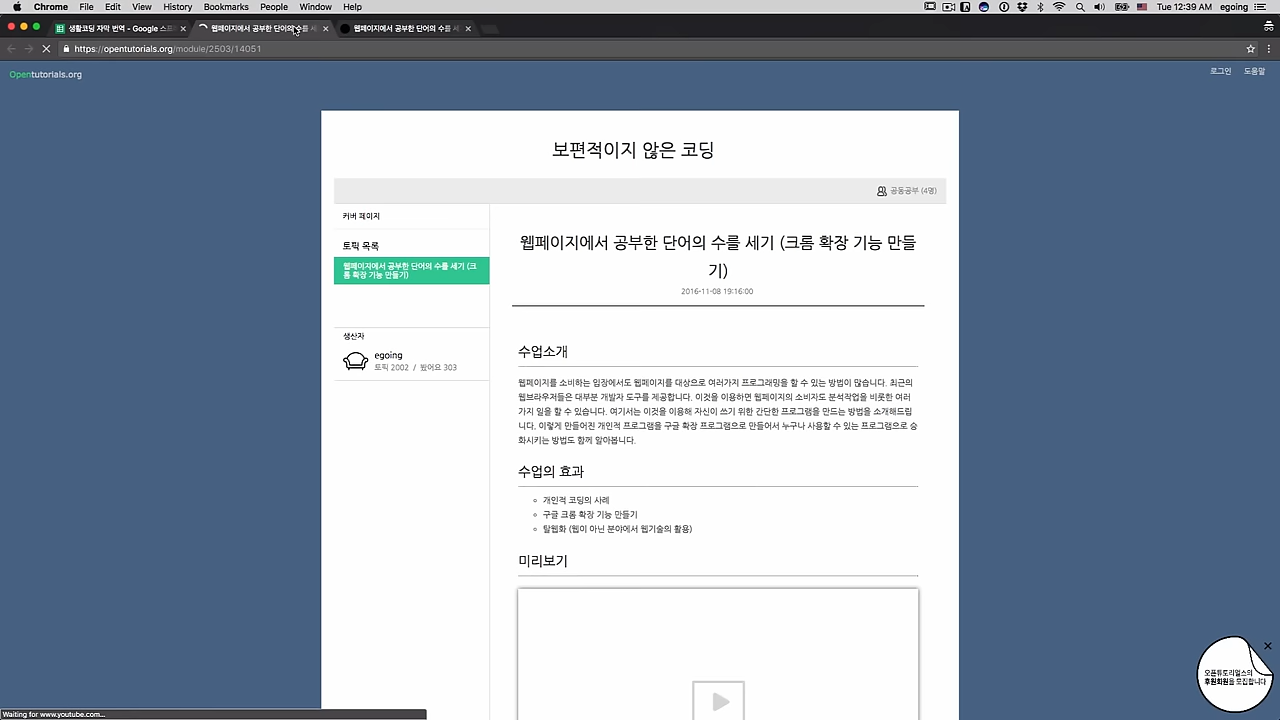 Chrome File Edit View History Bookmarks People Window Help Tue 12:39 AM egoing
생활코딩 자막 번역 - Google 스프 웹페이지에서 공부한 단어의 수를 세 웹페이지에서 공부한 단어의 수를 세
https://opentutorials.org/module/2503/14051
Opentutorials.org 로그인 도움말
보편적이지 않은 코딩
공동공부 (4명)
커버 페이지
토픽 목록
웹페이지에서 공부한 단어의 수를 세기 (크
롬 확장 기능 만들기)
생산자
egoing
토픽 2002 / 봤어요 303
웹페이지에서 공부한 단어의 수를 세기 (크롬 확장 기능 만들
기)
2016-11-08 19:16:00
수업소개
웹페이지를 소비하는 입장에서도 웹페이지를 대상으로 여러가지 프로그래밍을 할 수 있는 방법이 많습니다. 최근의
웹브라우저들은 대부분 개발자 도구를 제공합니다. 이것을 이용하면 웹페이지의 소비자도 분석작업을 비롯한 여러
가지 일을 할 수 있습니다. 여기서는 이것을 이용해 자신이 쓰기 위한 간단한 프로그램을 만드는 방법을 소개해드립
니다. 이렇게 만들어진 개인적 프로그램을 구글 확장 프로그램으로 만들어서 누구나 사용할 수 있는 프로그램으로 승
화시키는 방법도 함께 알아봅니다.
수업의 효과
개인적 코딩의 사례
구글 크롬 확장 기능 만들기
탈웹화 (웹이 아닌 분야에서 웹기술의 활용)
미리보기
오픈튜토리얼스의
후원회원을 모집합니다
Waiting for www.youtube.com...